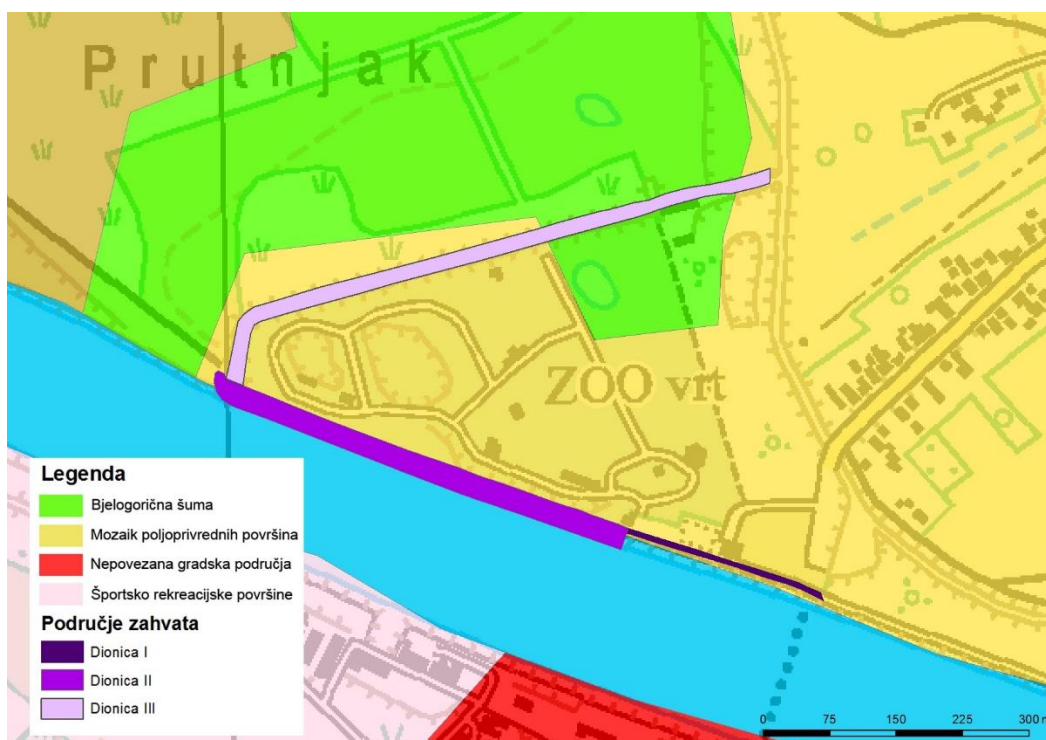 Prutnjak
ZOO vrt
Legenda
Bjelogorična šuma
Mozaik poljoprivrednih površina
Nepovezana gradska područja
Športsko rekreacijske površine
Područje zahvata
Dionica I
Dionica II
Dionica III
0 75 150 225 300 m